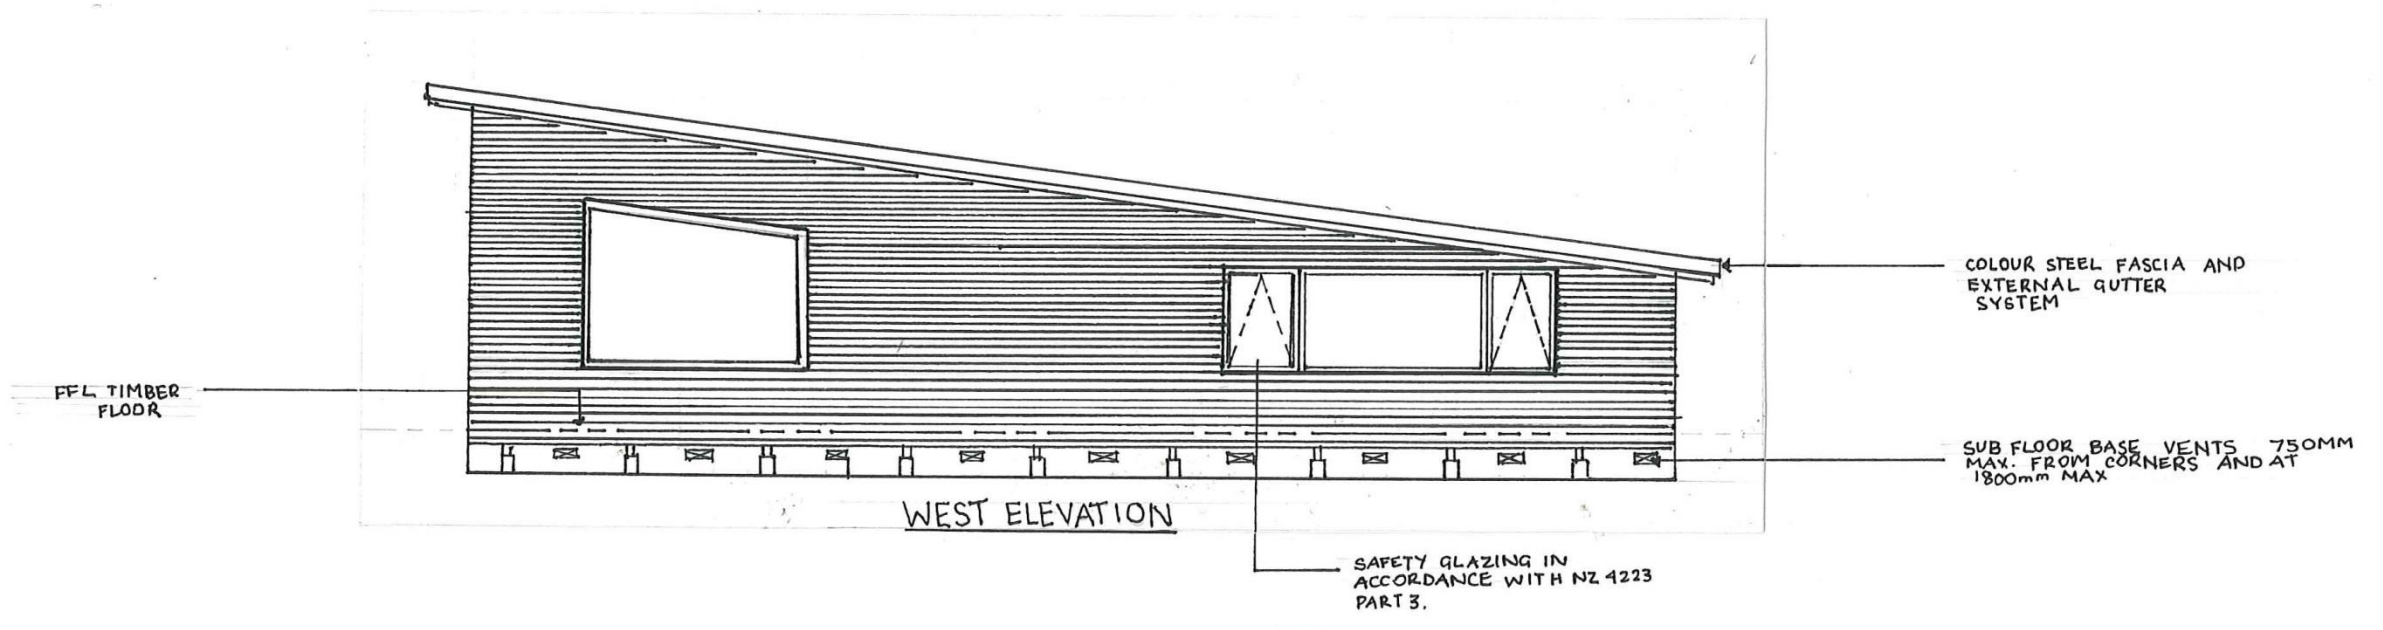 COLOUR STEEL FASCIA AND
EXTERNAL GUTTER
SYSTEM
FFL TIMBER
FLOOR
SUB FLOOR BASE VENTS 750MM
MAX. FROM CORNERS AND AT
1800mm MAX
WEST ELEVATION
SAFETY GLAZING IN
ACCORDANCE WITH NZ 4223
PART 3.